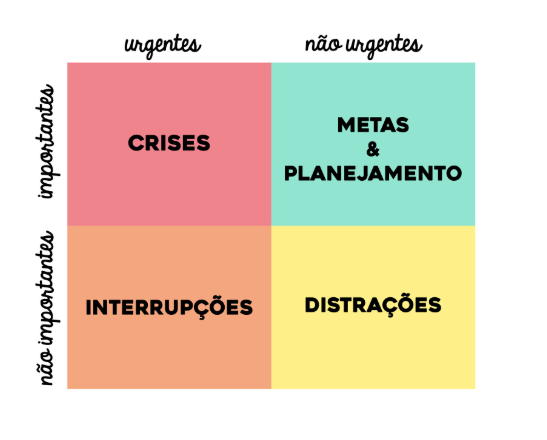 urgentes
não urgentes
importantes
CRISES
METAS
&
PLANEJAMENTO
não importantes
INTERRUPÇÕES
DISTRAÇÕES